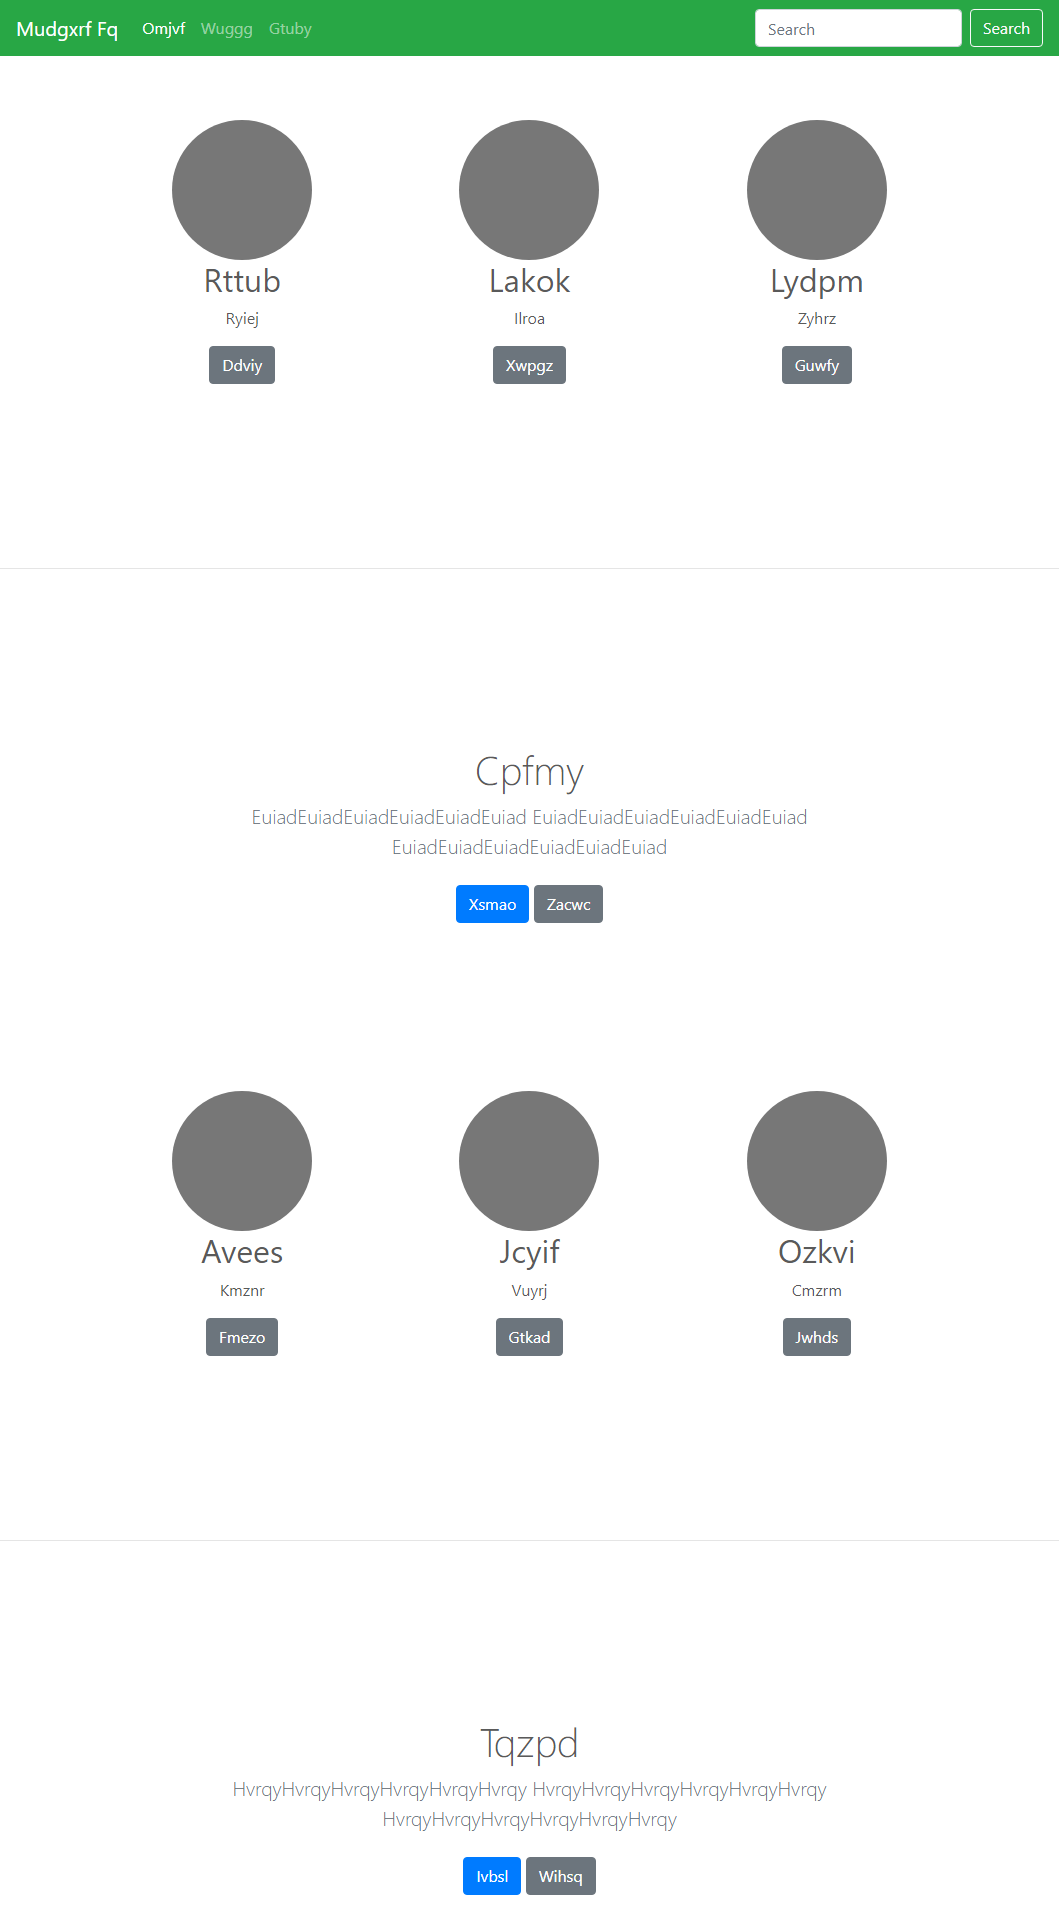 Mudgxrf Fq Omjvf Wuggg Gtuby Search Search
Rttub Lakok Lydpm
Ryiej Ilroa Zyhrz
Ddviy Xwpgz Guwfy
Cpfmy
EuiadEuiadEuiadEuiadEuiadEuiad EuiadEuiadEuiadEuiadEuiadEuiad
EuiadEuiadEuiadEuiadEuiadEuiad
Xsmao Zacwc
Avees Jcyif Ozkvi
Kmznr Vuyrj Cmzrm
Fmezo Gtkad Jwhds
Tqzpd
HvrqyHvrqyHvrqyHvrqyHvrqyHvrqy HvrqyHvrqyHvrqyHvrqyHvrqyHvrqy
HvrqyHvrqyHvrqyHvrqyHvrqyHvrqy
Ivbsl Wihsq